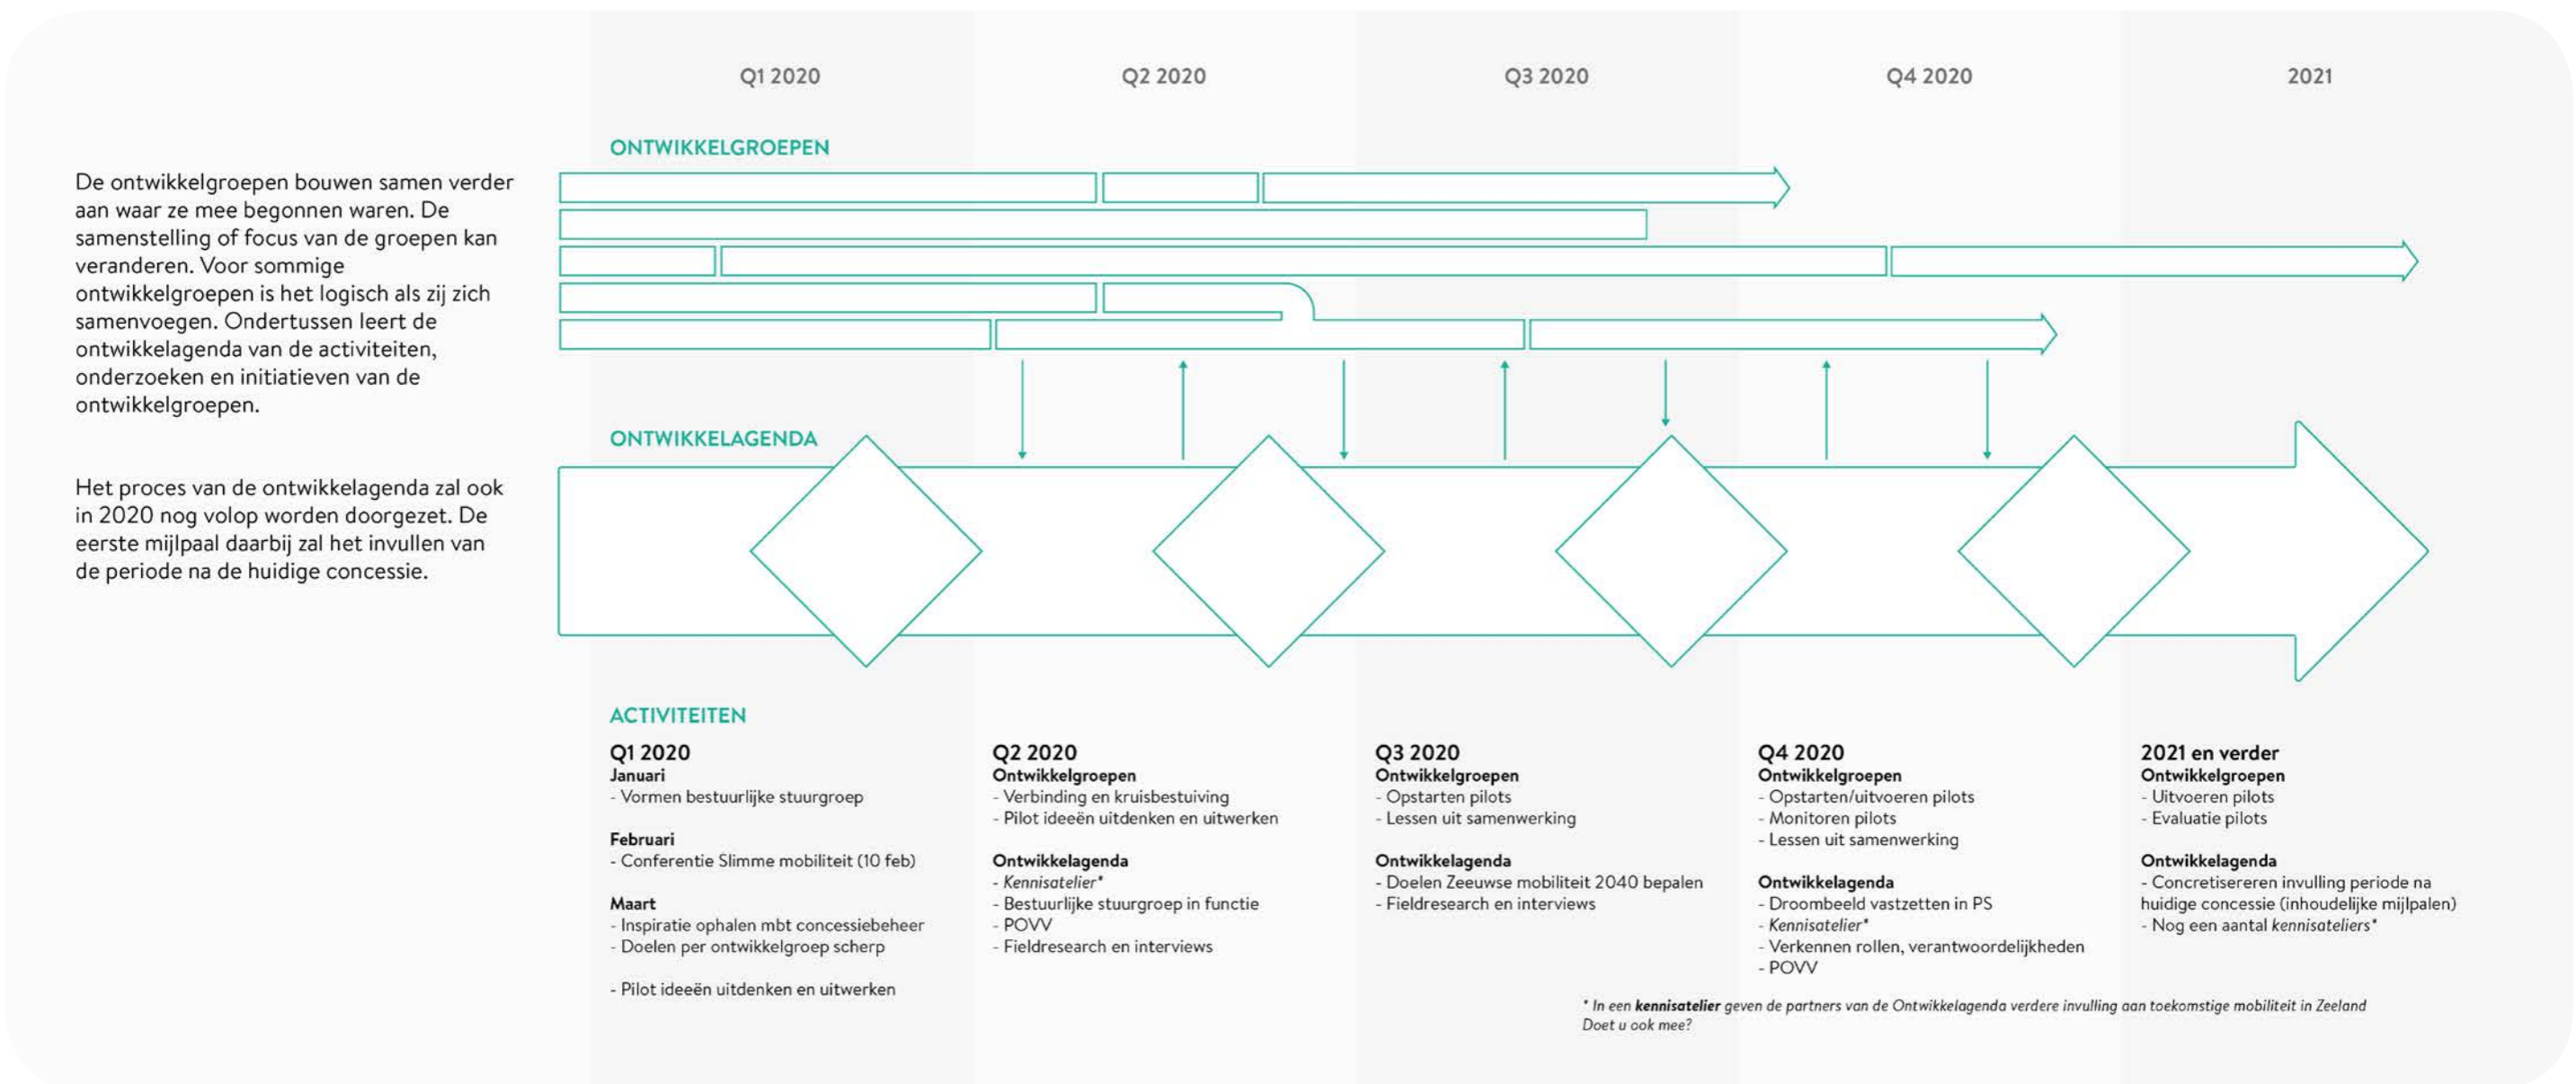 Q1 2020
Q2 2020
Q3 2020
Q4 2020
2021
De ontwikkelgroepen bouwen samen verder
aan waar ze mee begonnen waren. De
samenstelling of focus van de groepen kan
veranderen. Voor sommige
ontwikkelgroepen is het logisch als zij zich
samenvoegen. Ondertussen leert de
ontwikkelagenda van de activiteiten,
onderzoeken en initiatieven van de
ontwikkelgroepen.
Het proces van de ontwikkelagenda zal ook
in 2020 nog volop worden doorgezet. De
eerste mijlpaal daarbij zal het invullen van
de periode na de huidige concessie.
ONTWIKKELGROEPEN
ONTWIKKELAGENDA
ACTIVITEITEN
Q1 2020
Januari
- Vormen bestuurlijke stuurgroep
Februari
- Conferentie Slimme mobiliteit (10 feb)
Maart
- Inspiratie ophalen mbt concessiebeheer
- Doelen per ontwikkelgroep scherp
- Pilot ideeën uitdenken en uitwerken
Q2 2020
Ontwikkelgroepen
- Verbinding en kruisbestuiving
- Pilot ideeën uitdenken en uitwerken
Ontwikkelagenda
- Kennisatelier*
- Bestuurlijke stuurgroep in functie
- POVV
- Fieldresearch en interviews
Q3 2020
Ontwikkelgroepen
- Opstarten pilots
- Lessen uit samenwerking
Ontwikkelagenda
- Doelen Zeeuwse mobiliteit 2040 bepalen
- Fieldresearch en interviews
Q4 2020
Ontwikkelgroepen
- Opstarten/uitvoeren pilots
- Monitoren pilots
- Lessen uit samenwerking
Ontwikkelagenda
- Droombeeld vastzetten in PS
- Kennisatelier*
- Verkennen rollen, verantwoordelijkheden
- POVV
2021 en verder
Ontwikkelgroepen
- Uitvoeren pilots
- Evaluatie pilots
Ontwikkelagenda
- Concretisereren invulling periode na
huidige concessie (inhoudelijke mijlpalen)
- Nog een aantal kennisateliers*
* In een kennisatelier geven de partners van de Ontwikkelagenda verdere invulling aan toekomstige mobiliteit in Zeeland
Doet u ook mee?